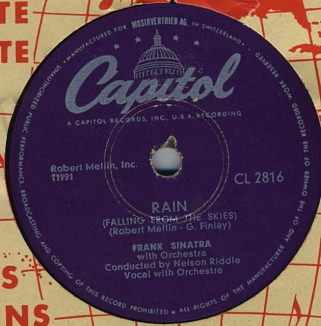 MANUFACTURED FOR MUSIKVERTRIEB AG. IN SWITZERLAND.
Capitol
A CAPITOL RECORDS, INC., U.S.A. RECORDING
Robert Mellin, Inc.
11991
CL 2816
RAIN
(FALLING FROM THE SKIES)
(Robert Mellin - G. Finlay)
FRANK SINATRA
with Orchestra
Conducted by Nelson Riddle
Vocal with Orchestra
UNAUTHORIZED PUBLIC PERFORMANCE, BROADCASTING AND COPYING OF THIS RECORD PROHIBITED • ALL-RIGHTS OF THE MANUFACTURER AND OF THE OWNER OF THE RECORDED WORK RESERVED
TE
TE
S
NS